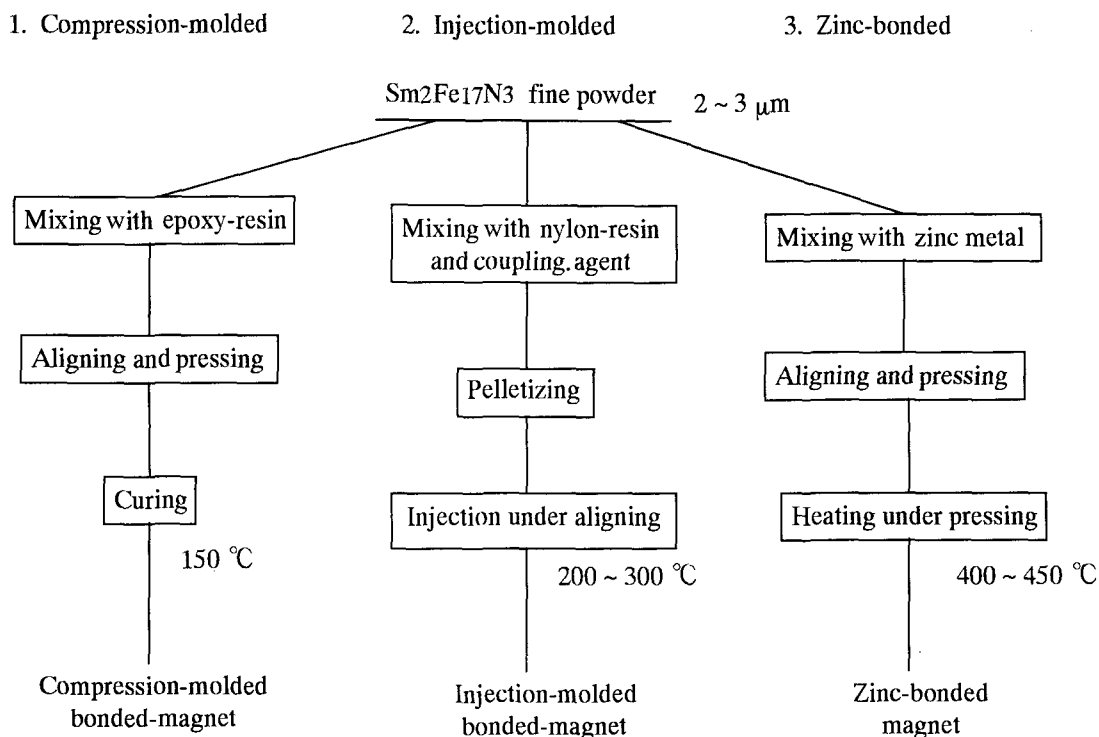 1. Compression-molded
2. Injection-molded
3. Zinc-bonded
Sm2Fe17N3 fine powder
2 ~ 3 μm
Mixing with epoxy-resin
Mixing with nylon-resin
and coupling.agent
Mixing with zinc metal
Aligning and pressing
Pelletizing
Aligning and pressing
Curing
Injection under aligning
Heating under pressing
150 ℃
200 ~ 300 ℃
400 ~ 450 ℃
Compression-molded
bonded-magnet
Injection-molded
bonded-magnet
Zinc-bonded
magnet